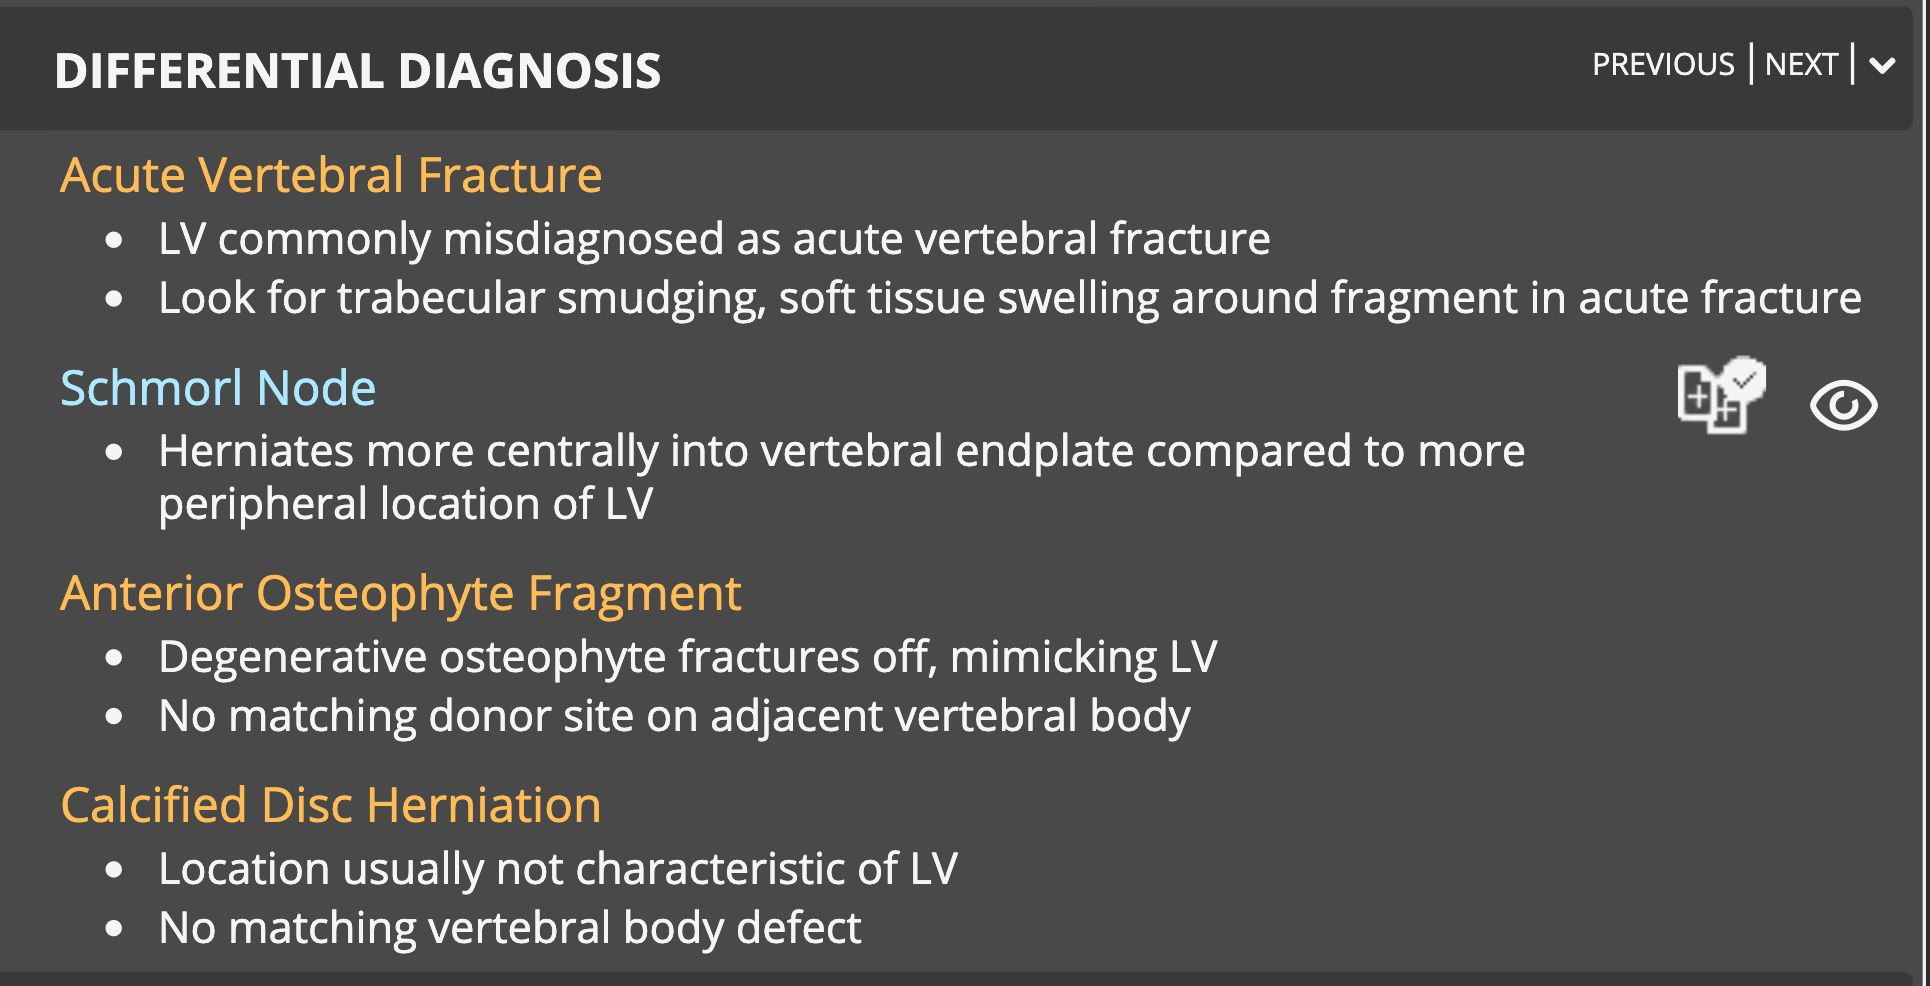 DIFFERENTIAL DIAGNOSIS
PREVIOUS | NEXT |
Acute Vertebral Fracture
• LV commonly misdiagnosed as acute vertebral fracture
• Look for trabecular smudging, soft tissue swelling around fragment in acute fracture
Schmorl Node
• Herniates more centrally into vertebral endplate compared to more
peripheral location of LV
Anterior Osteophyte Fragment
• Degenerative osteophyte fractures off, mimicking LV
• No matching donor site on adjacent vertebral body
Calcified Disc Herniation
• Location usually not characteristic of LV
• No matching vertebral body defect